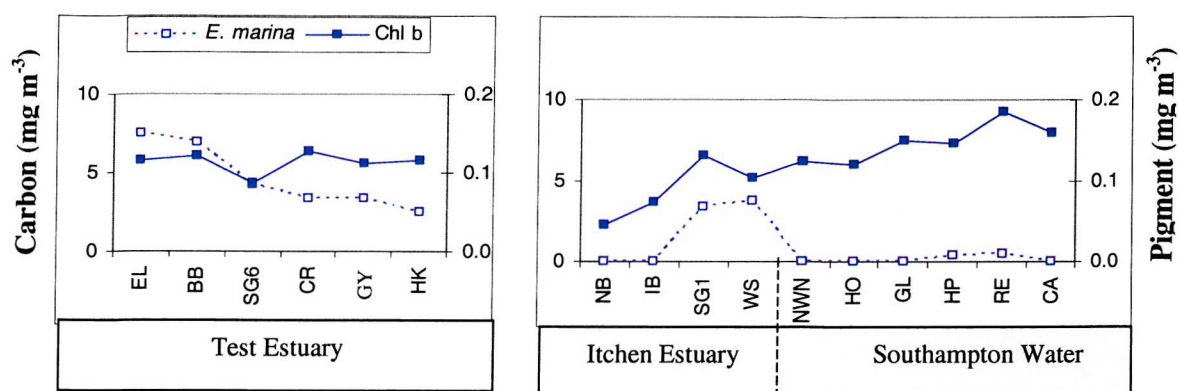 E. marina Chl b
Carbon (mg m-3)
10
5
0
0.2
0.1
0.0
EL BB SG6 CR GY HK
Test Estuary
10
5
0
0.2
0.1
0.0
NB IB SG1 WS NWN HO GL HP RE CA
Itchen Estuary Southampton Water
Pigment (mg m-3)